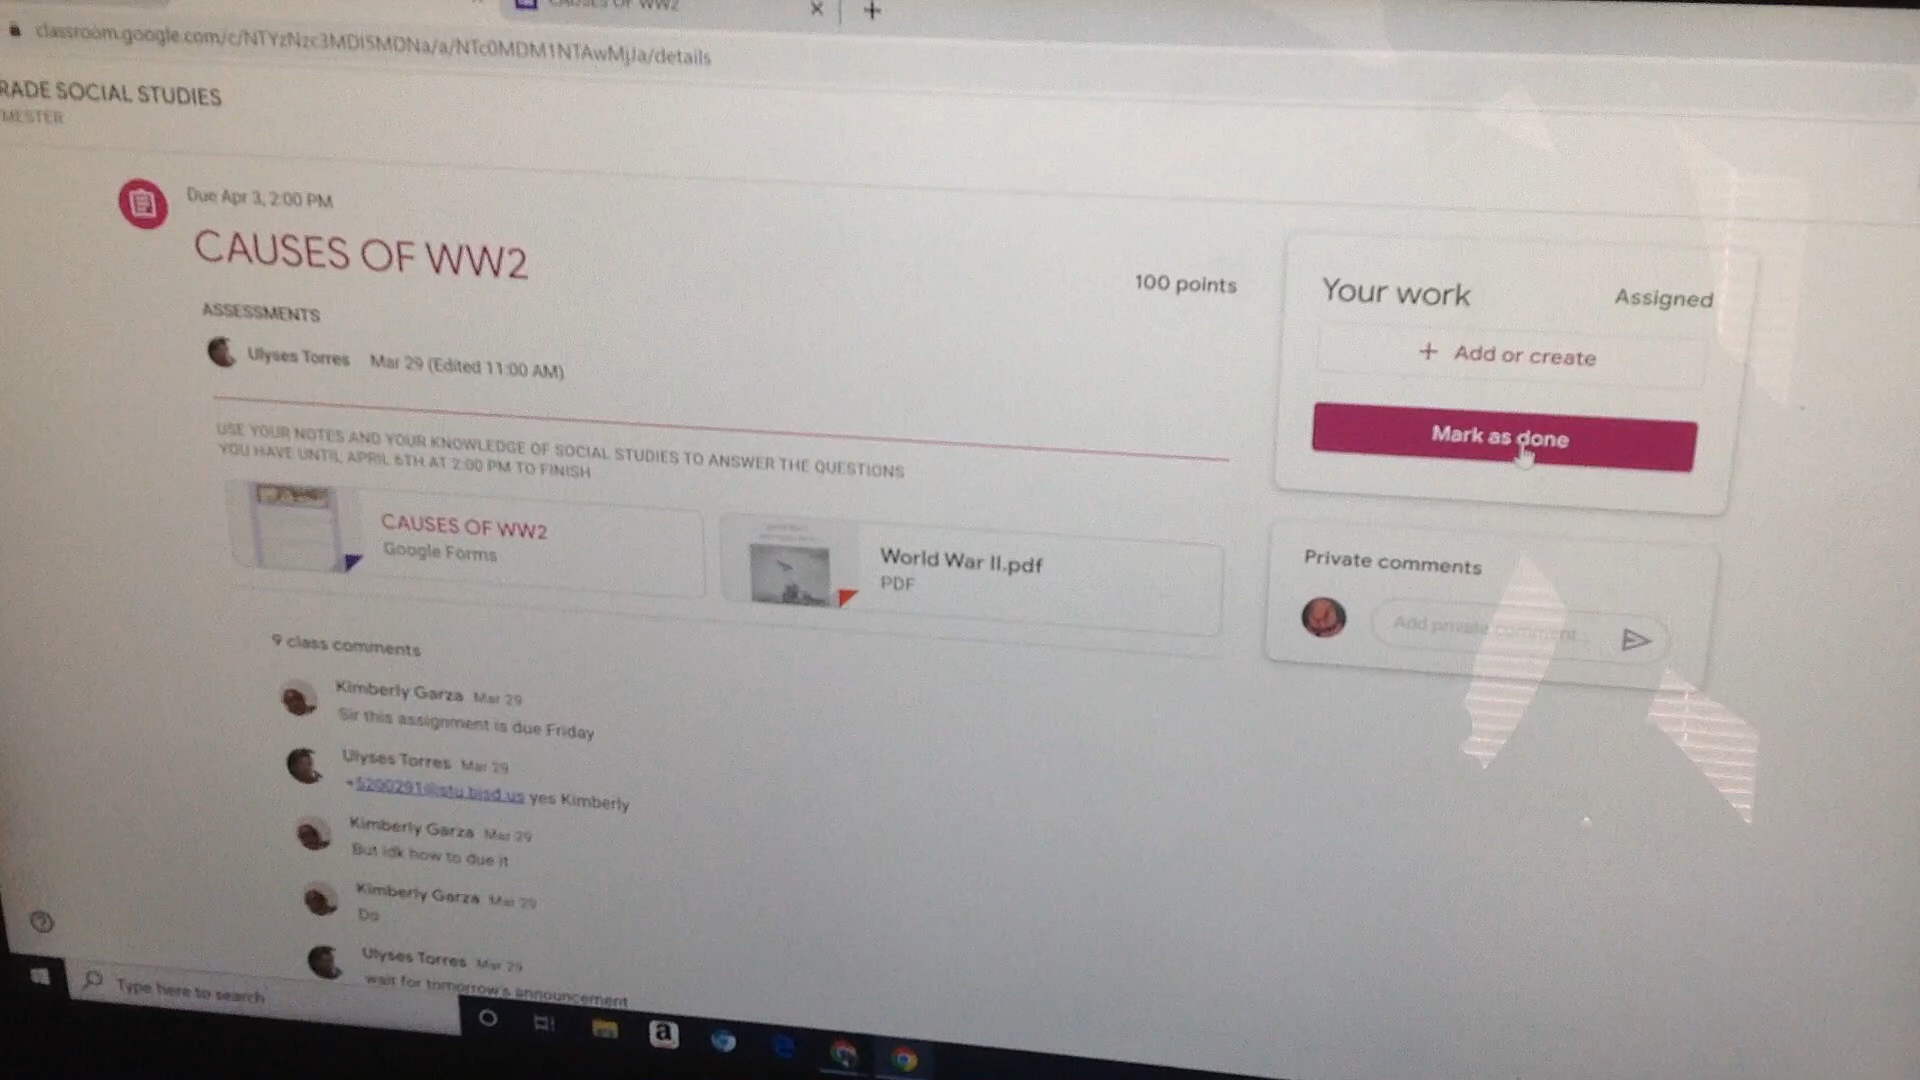 CAUSES OF WW2
classroom.google.com/c/NTYzNzc3MDI5MDNa/a/NTc0MDM1NTAwMjJa/details
RADE SOCIAL STUDIES
MESTER
Due Apr 3, 2:00 PM
CAUSES OF WW2
100 points
ASSESSMENTS
Ulyses Torres Mar 29 (Edited 11:00 AM)
USE YOUR NOTES AND YOUR KNOWLEDGE OF SOCIAL STUDIES TO ANSWER THE QUESTIONS
YOU HAVE UNTIL APRIL 6TH AT 2:00 PM TO FINISH
CAUSES OF WW2
Google Forms
World War II.pdf
PDF
9 class comments
Kimberly Garza Mar 29
Sir this assignment is due Friday
Ulyses Torres Mar 29
+5200291@stu.bisd.us yes Kimberly
Kimberly Garza Mar 29
But idk how to due it
Kimberly Garza Mar 29
Do
Ulyses Torres Mar 29
wait for tomorrow's announcement
Your work Assigned
+ Add or create
Mark as done
Private comments
Add private comment...
Type here to search